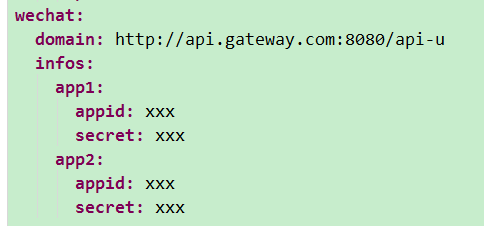 wechat:
  domain: http://api.gateway.com:8080/api-u
  infos:
    app1:
      appid: xxx
      secret: xxx
    app2:
      appid: xxx
      secret: xxx